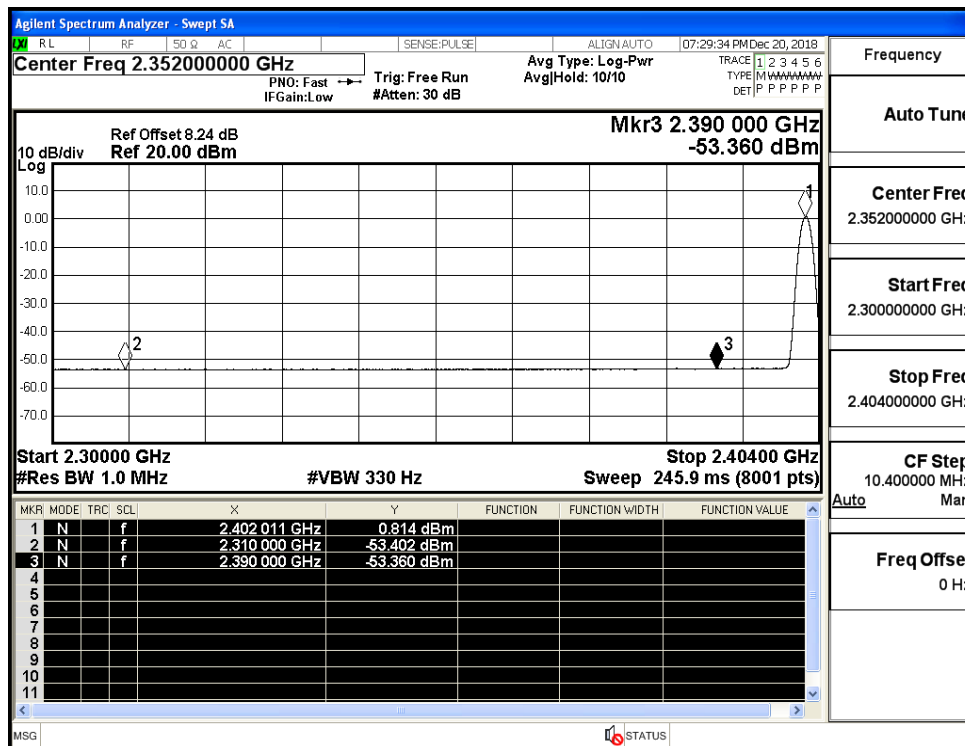 Agilent Spectrum Analyzer - Swept SA
LXI RL RF 50 Ω AC SENSE:PULSE ALIGN AUTO 07:29:34 PM Dec 20, 2018
Center Freq 2.352000000 GHz
PNO: Fast
IFGain:Low
Trig: Free Run
#Atten: 30 dB
Avg Type: Log-Pwr
Avg|Hold: 10/10
TRACE 1 2 3 4 5 6
TYPE M W W W W W
DET P P P P P P
Ref Offset 8.24 dB
10 dB/div Ref 20.00 dBm
Log
Mkr3 2.390 000 GHz
-53.360 dBm
10.0
0.00
-10.0
-20.0
-30.0
-40.0
-50.0
-60.0
-70.0
1
2
3
Start 2.30000 GHz Stop 2.40400 GHz
#Res BW 1.0 MHz #VBW 330 Hz Sweep 245.9 ms (8001 pts)
MKR MODE TRC SCL X Y FUNCTION FUNCTION WIDTH FUNCTION VALUE
1 N f 2.402 011 GHz 0.814 dBm
2 N f 2.310 000 GHz -53.402 dBm
3 N f 2.390 000 GHz -53.360 dBm
4
5
6
7
8
9
10
11
MSG STATUS
Frequency
Auto Tune
Center Freq
2.352000000 GHz
Start Freq
2.300000000 GHz
Stop Freq
2.404000000 GHz
CF Step
10.400000 MHz
Auto Man
Freq Offset
0 Hz